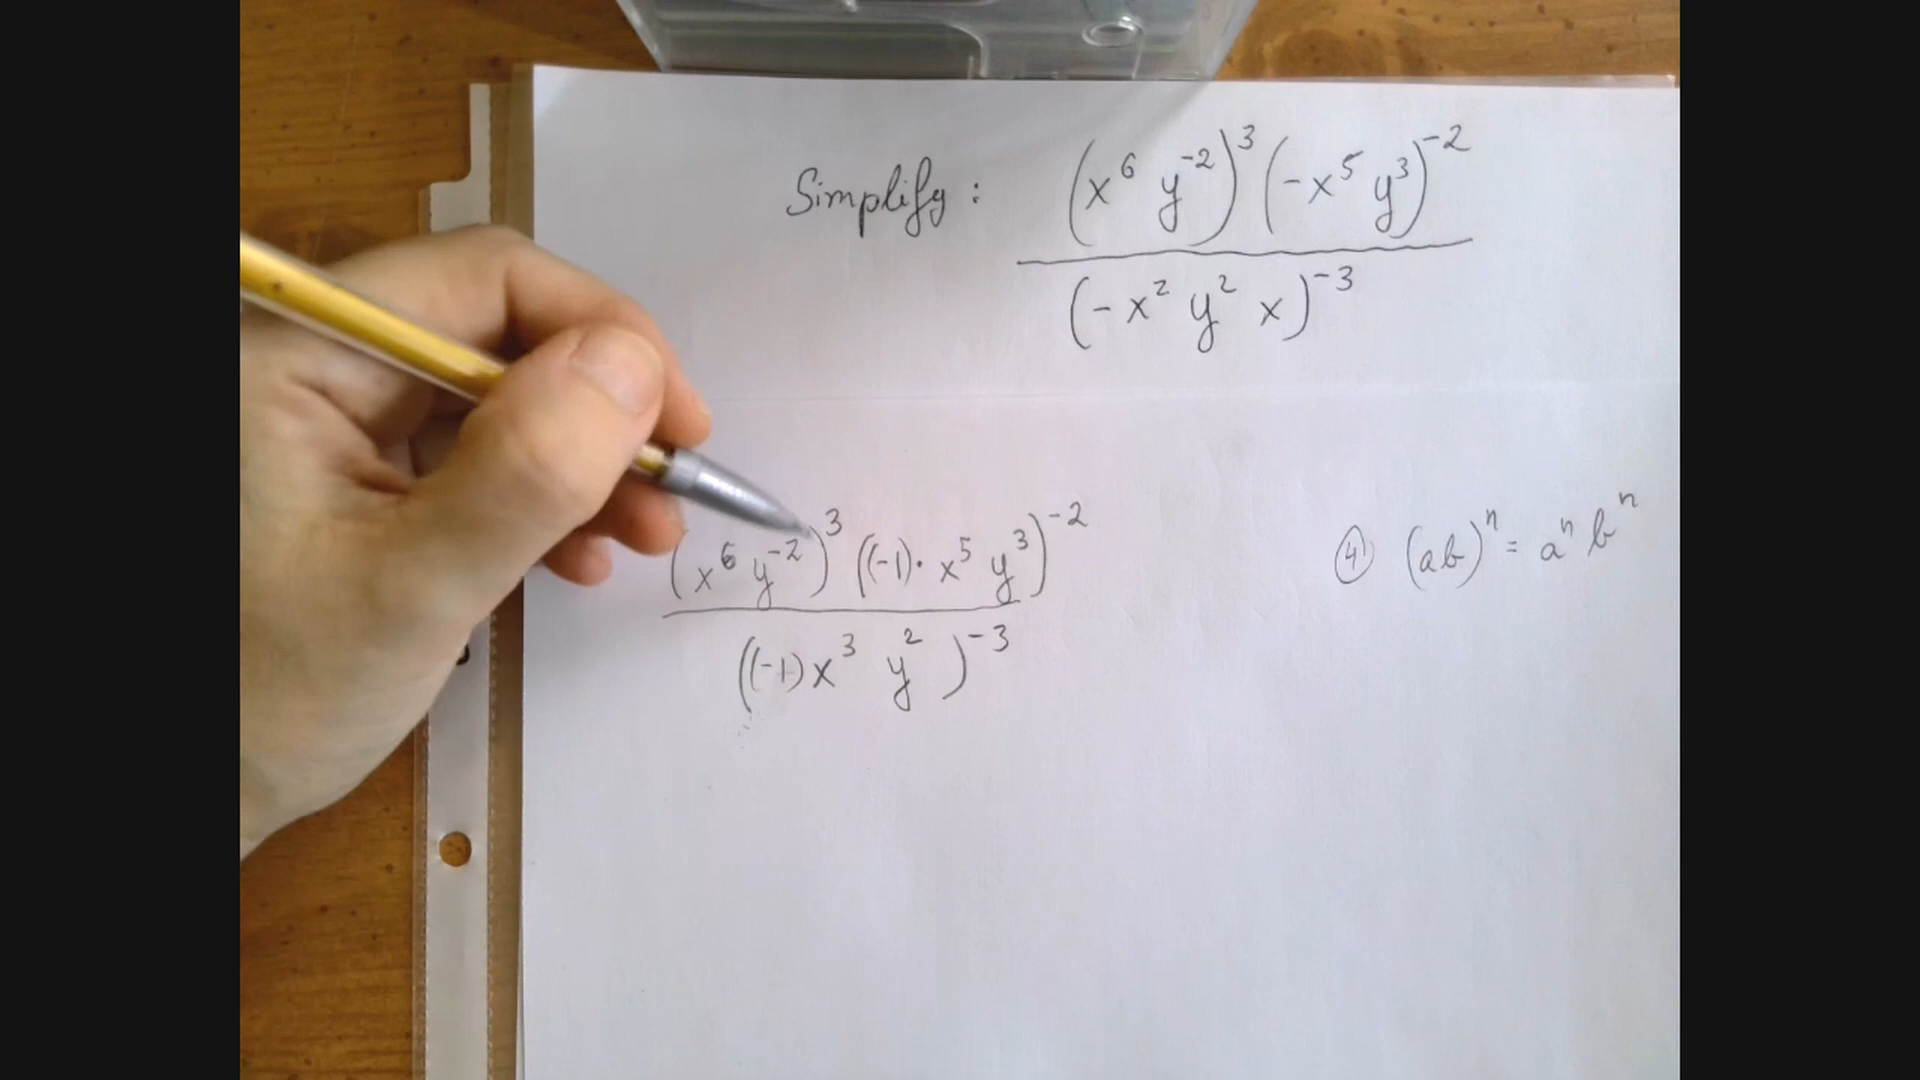 Simplify: (x^6 y^-2)^3 (-x^5 y^3)^-2
(-x^2 y^2 x)^-3
(x^6 y^-2)^3 ((-1)· x^5 y^3)^-2
((-1)x^3 y^2)^-3
④ (ab)^n = a^n b^n